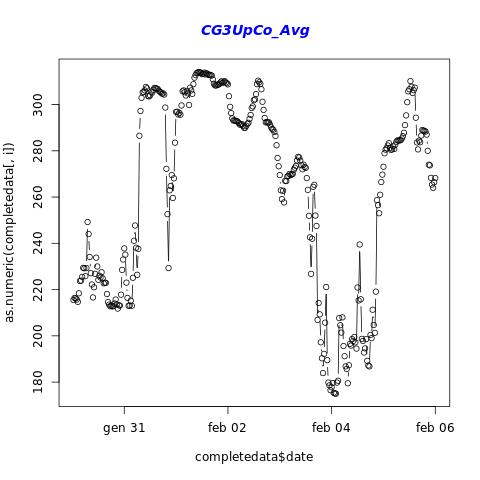 CG3UpCo_Avg
as.numeric(completedata[, i])
300
280
260
240
220
200
180
gen 31
feb 02
feb 04
feb 06
completedata$date